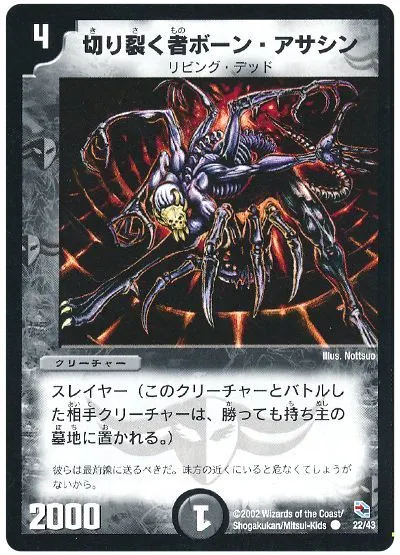 4
切り裂く者ボーン・アサシン
リビング・デッド
Illus. Nottsuo
クリーチャー
スレイヤー（このクリーチャーとバトルし
た相手クリーチャーは、勝っても持ち主の
墓地に置かれる。）
彼らは最前線に送るべきだ。味方の近くにいると危なくてしょう
がないから。
2000
1
©2002 Wizards of the Coast/
Shogakukan/Mitsui-Kids ● 22/43